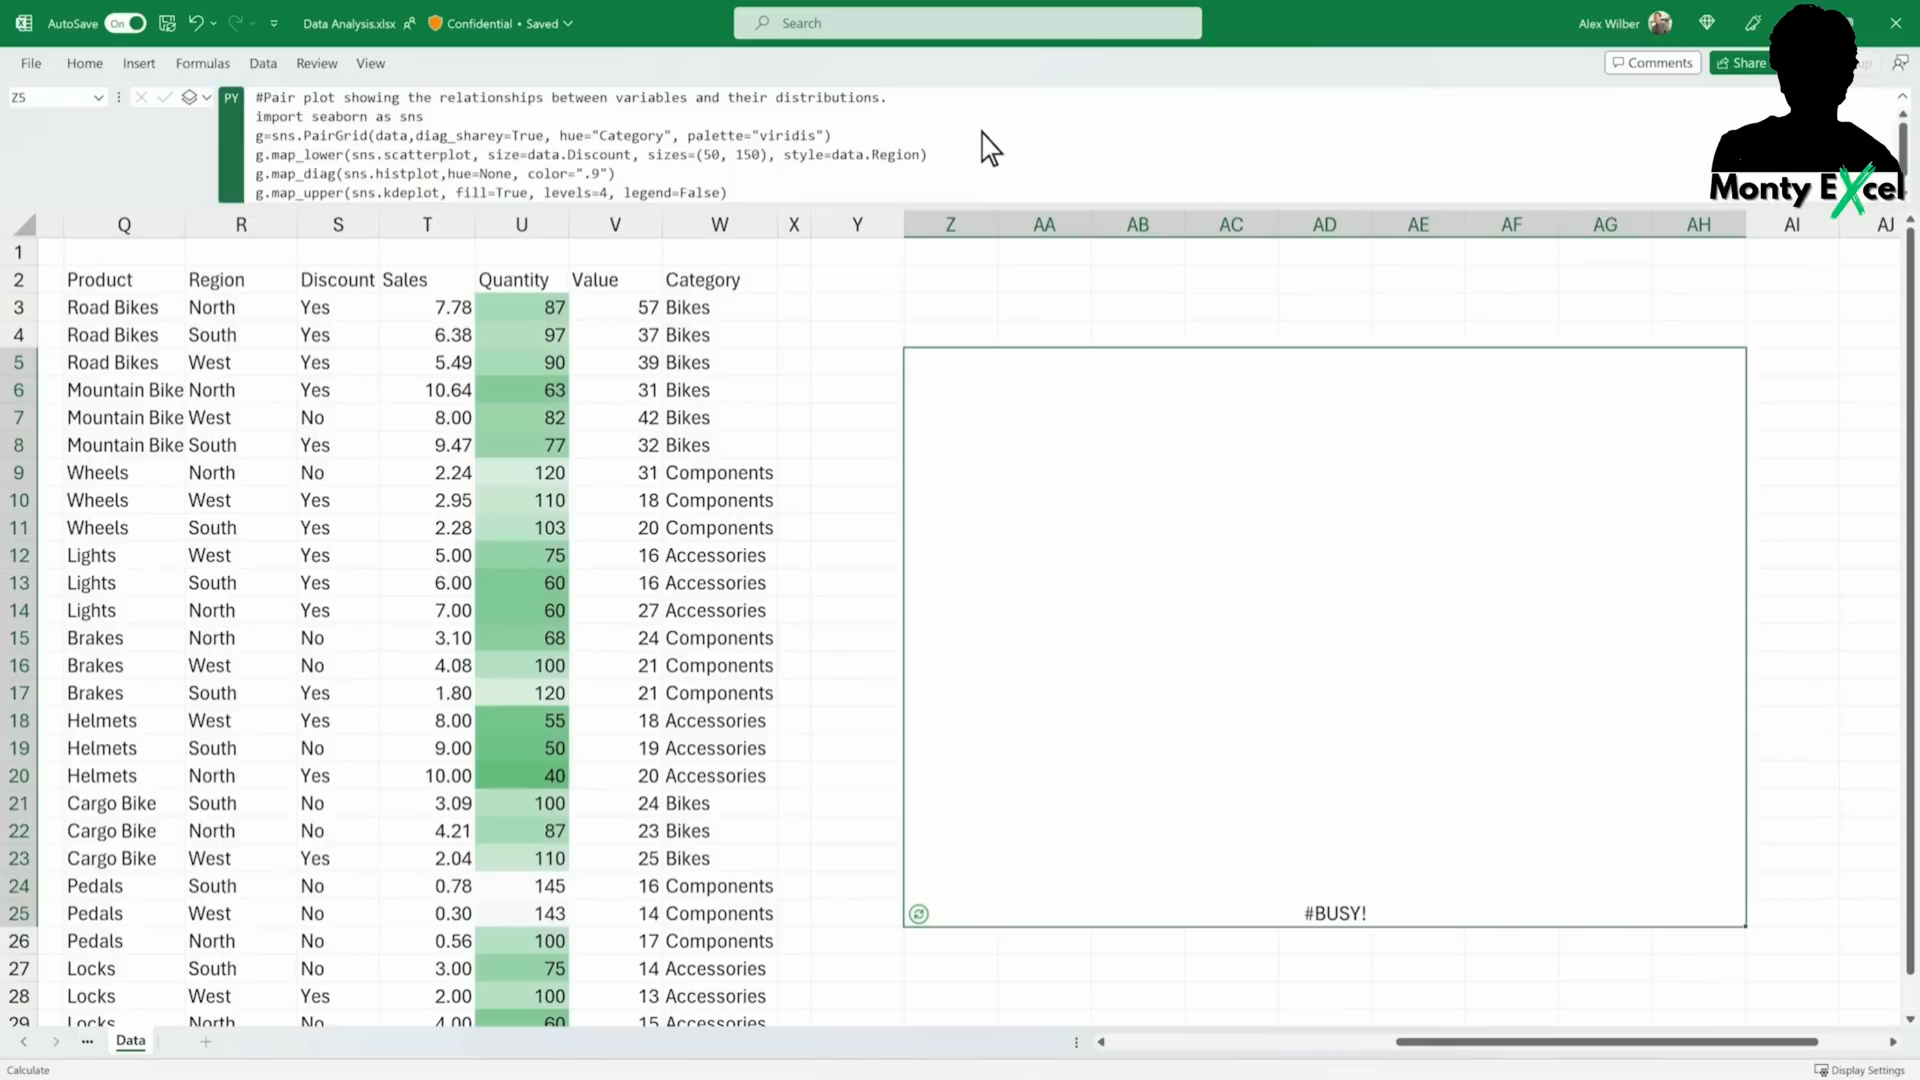 AutoSave On Data Analysis.xlsx Confidential • Saved Search Alex Wilber
File Home Insert Formulas Data Review View Comments Share
Z5 PY #Pair plot showing the relationships between variables and their distributions.
import seaborn as sns
g=sns.PairGrid(data,diag_sharey=True, hue="Category", palette="viridis")
g.map_lower(sns.scatterplot, size=data.Discount, sizes=(50, 150), style=data.Region)
g.map_diag(sns.histplot,hue=None, color=".9")
g.map_upper(sns.kdeplot, fill=True, levels=4, legend=False)
Monty Excel
Q R S T U V W X Y Z AA AB AC AD AE AF AG AH AI AJ
1
2 Product Region Discount Sales Quantity Value Category
3 Road Bikes North Yes 7.78 87 57 Bikes
4 Road Bikes South Yes 6.38 97 37 Bikes
5 Road Bikes West Yes 5.49 90 39 Bikes
6 Mountain Bike North Yes 10.64 63 31 Bikes
7 Mountain Bike West No 8.00 82 42 Bikes
8 Mountain Bike South Yes 9.47 77 32 Bikes
9 Wheels North No 2.24 120 31 Components
10 Wheels West Yes 2.95 110 18 Components
11 Wheels South Yes 2.28 103 20 Components
12 Lights West Yes 5.00 75 16 Accessories
13 Lights South Yes 6.00 60 16 Accessories
14 Lights North Yes 7.00 60 27 Accessories
15 Brakes North No 3.10 68 24 Components
16 Brakes West No 4.08 100 21 Components
17 Brakes South Yes 1.80 120 21 Components
18 Helmets West Yes 8.00 55 18 Accessories
19 Helmets South No 9.00 50 19 Accessories
20 Helmets North Yes 10.00 40 20 Accessories
21 Cargo Bike South No 3.09 100 24 Bikes
22 Cargo Bike North No 4.21 87 23 Bikes
23 Cargo Bike West Yes 2.04 110 25 Bikes
24 Pedals South No 0.78 145 16 Components
25 Pedals West No 0.30 143 14 Components #BUSY!
26 Pedals North No 0.56 100 17 Components
27 Locks South No 3.00 75 14 Accessories
28 Locks West Yes 2.00 100 13 Accessories
29 Locks North No 4.00 60 15 Accessories
Data
Calculate Display Settings